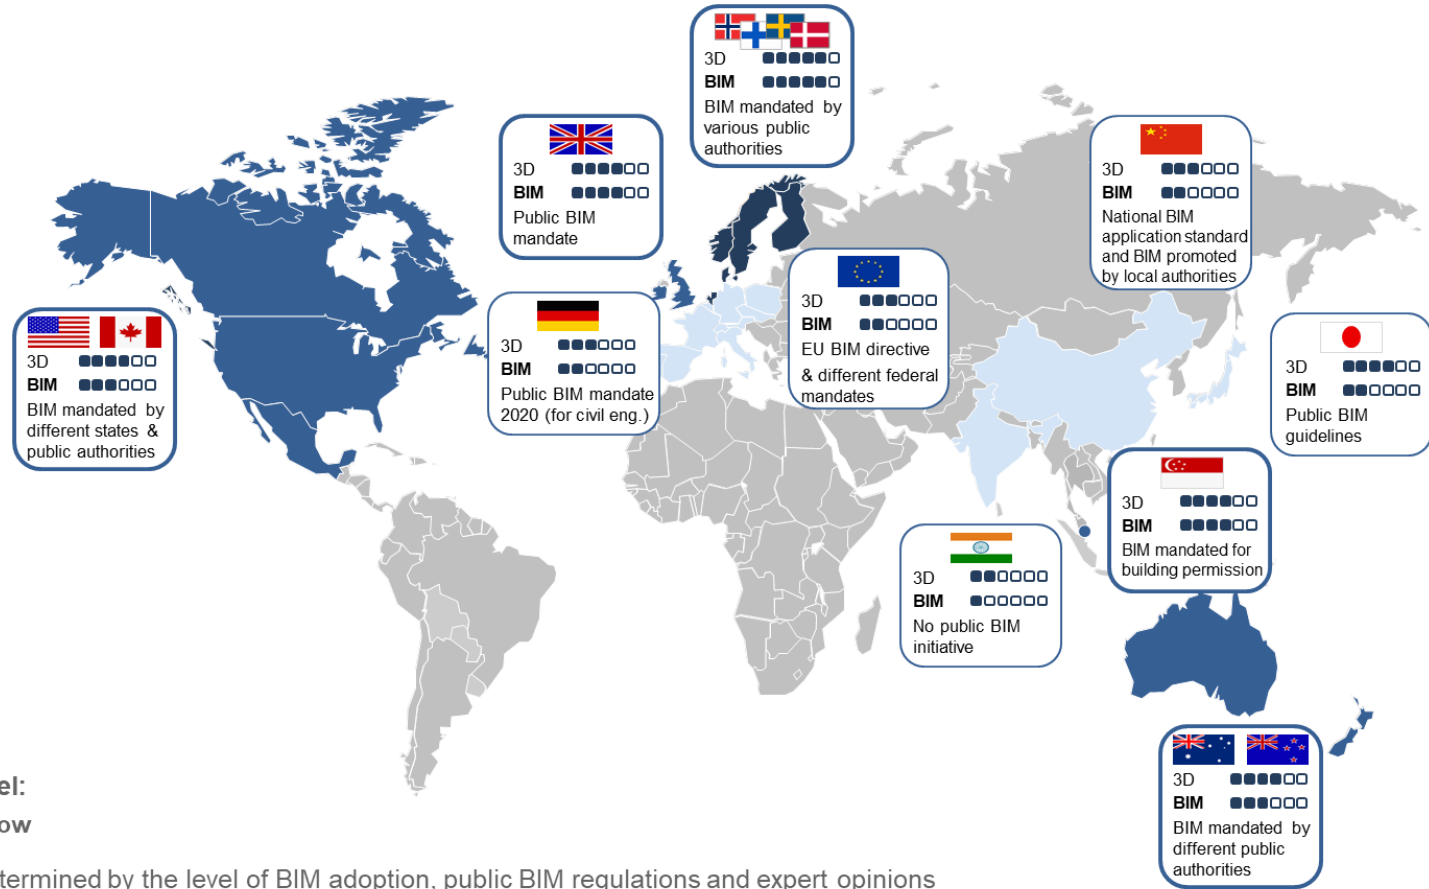 3D
BIM
BIM mandated by
various public
authorities
3D
BIM
Public BIM
mandate
3D
BIM
National BIM
application standard
and BIM promoted
by local authorities
3D
BIM
BIM mandated by
different states &
public authorities
3D
BIM
Public BIM mandate
2020 (for civil eng.)
3D
BIM
EU BIM directive
& different federal
mandates
3D
BIM
Public BIM
guidelines
3D
BIM
BIM mandated for
building permission
3D
BIM
No public BIM
initiative
3D
BIM
BIM mandated by
different public
authorities
el:
ow
termined by the level of BIM adoption, public BIM regulations and expert opinions